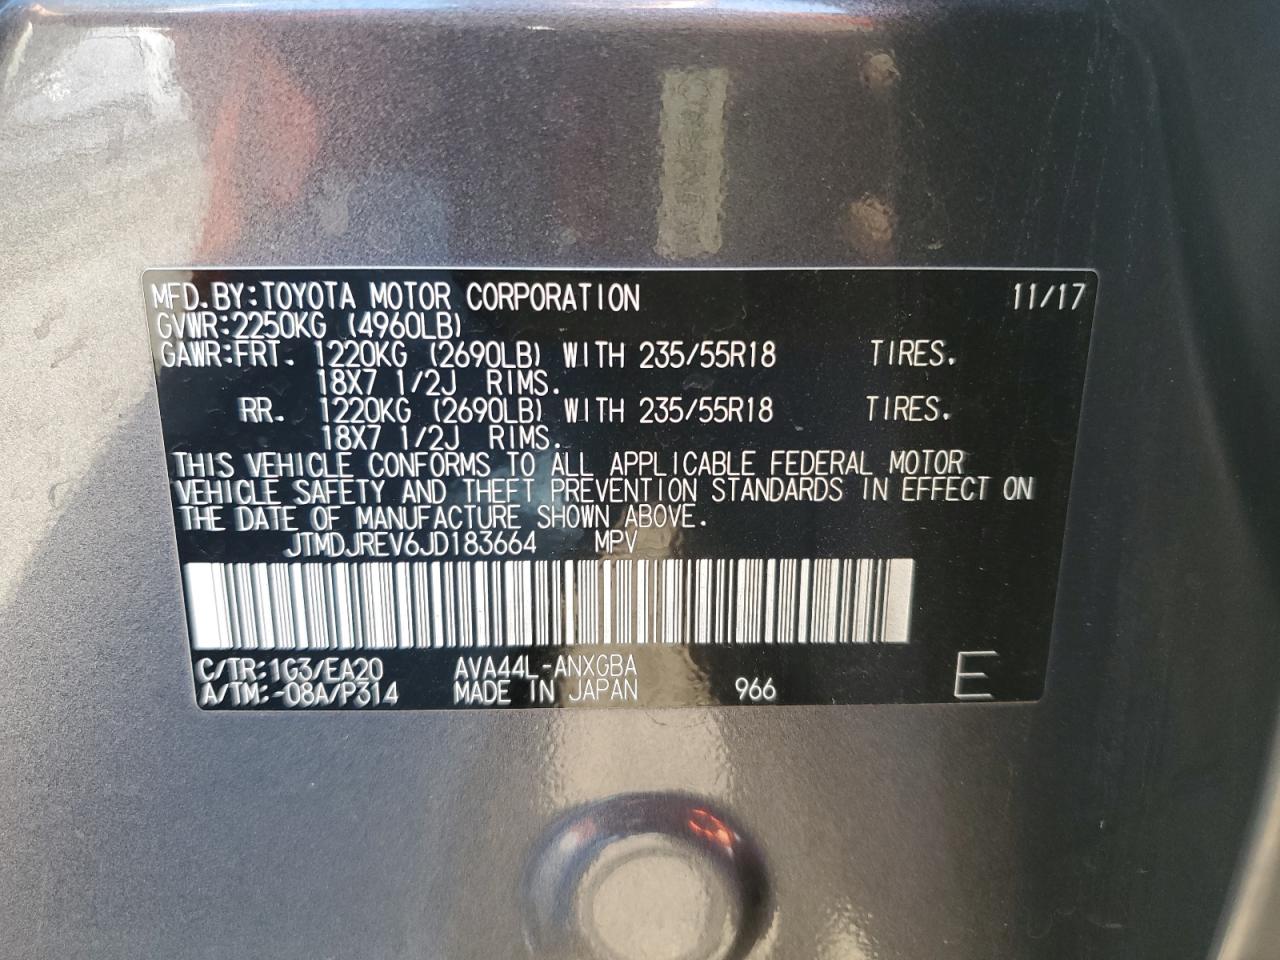 MFD.BY:TOYOTA MOTOR CORPORATION 11/17
GVWR:2250KG (4960LB)
GAWR:FRT. 1220KG (2690LB) WITH 235/55R18 TIRES.
18X7 1/2J RIMS.
RR. 1220KG (2690LB) WITH 235/55R18 TIRES.
18X7 1/2J RIMS.
THIS VEHICLE CONFORMS TO ALL APPLICABLE FEDERAL MOTOR
VEHICLE SAFETY AND THEFT PREVENTION STANDARDS IN EFFECT ON
THE DATE OF MANUFACTURE SHOWN ABOVE.
JTMDJREV6JD183664 MPV
C/TR:1G3/EA20 AVA44L-ANXGBA
A/TM:-08A/P314 MADE IN JAPAN 966 E